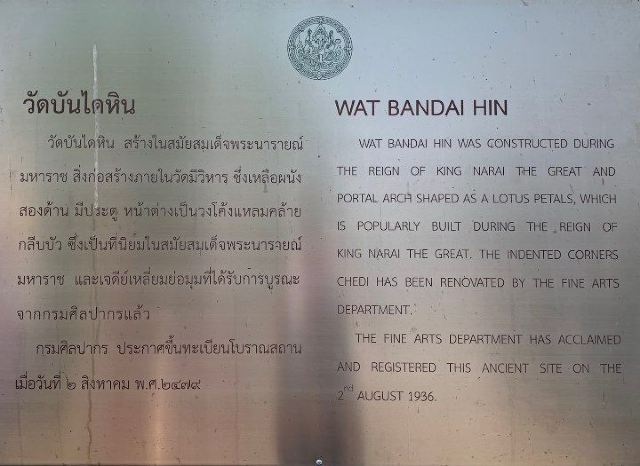 วัดบันไดหิน
วัดบันไดหิน สร้างในสมัยสมเด็จพระนารายณ์
มหาราช สิ่งก่อสร้างภายในวัดมีวิหาร ซึ่งเหลือผนัง
สองด้าน มีประตู หน้าต่างเป็นวงโค้งแหลมคล้าย
กลีบบัว ซึ่งเป็นที่นิยมในสมัยสมเด็จพระนารายณ์
มหาราช และเจดีย์เหลี่ยมย่อมุมที่ได้รับการบูรณะ
จากกรมศิลปากรแล้ว
กรมศิลปากร ประกาศขึ้นทะเบียนโบราณสถาน
เมื่อวันที่ ๒ สิงหาคม พ.ศ.๒๔๗๙
WAT BANDAI HIN
WAT BANDAI HIN WAS CONSTRUCTED DURING
THE REIGN OF KING NARAI THE GREAT AND
PORTAL ARCH SHAPED AS A LOTUS PETALS, WHICH
IS POPULARLY BUILT DURING THE REIGN OF
KING NARAI THE GREAT. THE INDENTED CORNERS
CHEDI HAS BEEN RENOVATED BY THE FINE ARTS
DEPARTMENT.
THE FINE ARTS DEPARTMENT HAS ACCLAIMED
AND REGISTERED THIS ANCIENT SITE ON THE
2nd AUGUST 1936.